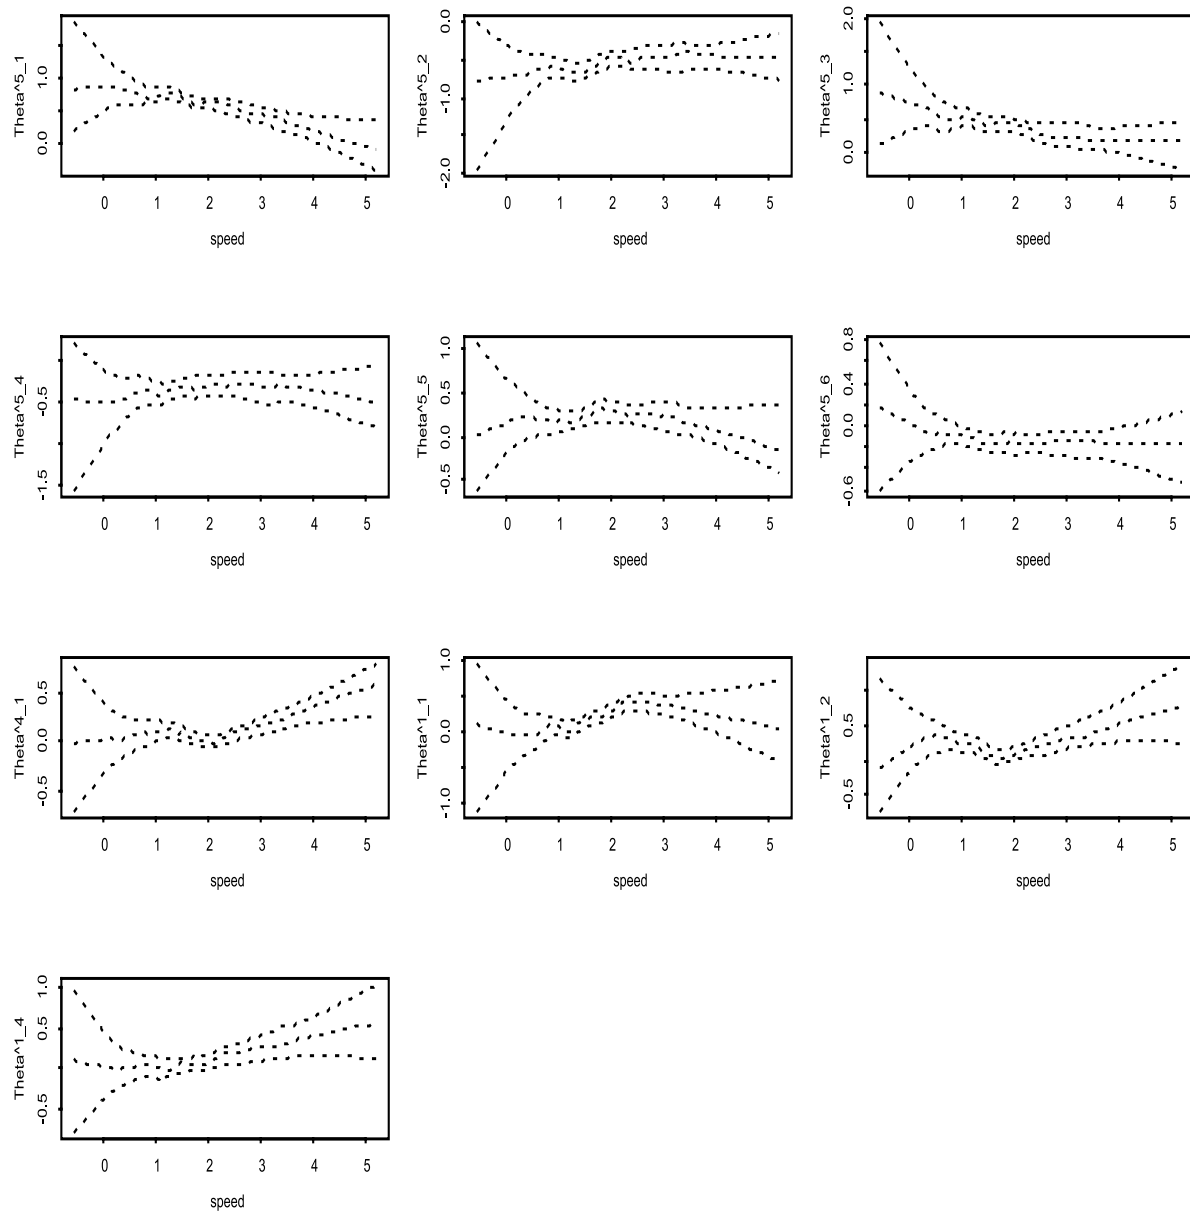 Theta^5_1
0.0 1.0
0 1 2 3 4 5
speed
Theta^5_2
-2.0 -1.0 0.0
0 1 2 3 4 5
speed
Theta^5_3
0.0 1.0 2.0
0 1 2 3 4 5
speed
Theta^5_4
-1.5 -0.5
0 1 2 3 4 5
speed
Theta^5_5
-0.5 0.0 0.5 1.0
0 1 2 3 4 5
speed
Theta^5_6
-0.6 0.0 0.4 0.8
0 1 2 3 4 5
speed
Theta^4_1
-0.5 0.0 0.5
0 1 2 3 4 5
speed
Theta^1_1
-1.0 0.0 1.0
0 1 2 3 4 5
speed
Theta^1_2
-0.5 0.5
0 1 2 3 4 5
speed
Theta^1_4
-0.5 0.5 1.0
0 1 2 3 4 5
speed